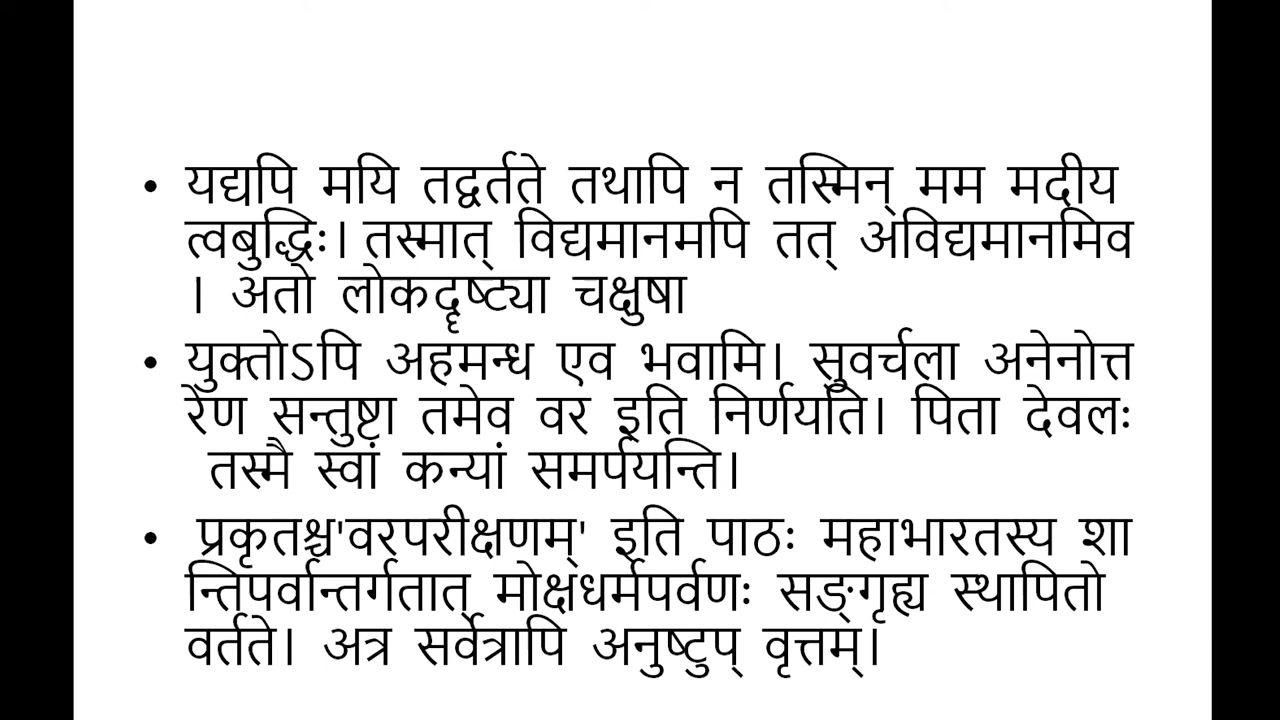 • यद्यपि मयि तद्वर्तते तथापि न तस्मिन् मम मदीय
त्वबुद्धिः। तस्मात् विद्यमानमपि तत् अविद्यमानमिव
। अतो लोकदृष्ट्या चक्षुषा
• युक्तोऽपि अहमन्ध एव भवामि। सुवर्चला अनेनोत्त
रेण सन्तुष्टा तमेव वर इति निर्णयति। पिता देवलः
तस्मै स्वां कन्यां समर्पयन्ति।
• प्रकृतश्च'वरपरीक्षणम्' इति पाठः महाभारतस्य शा
न्तिपर्वान्तर्गतात् मोक्षधर्मपर्वणः सङ्गृह्य स्थापितो
वर्तते। अत्र सर्वेत्रापि अनुष्टुप् वृत्तम्।